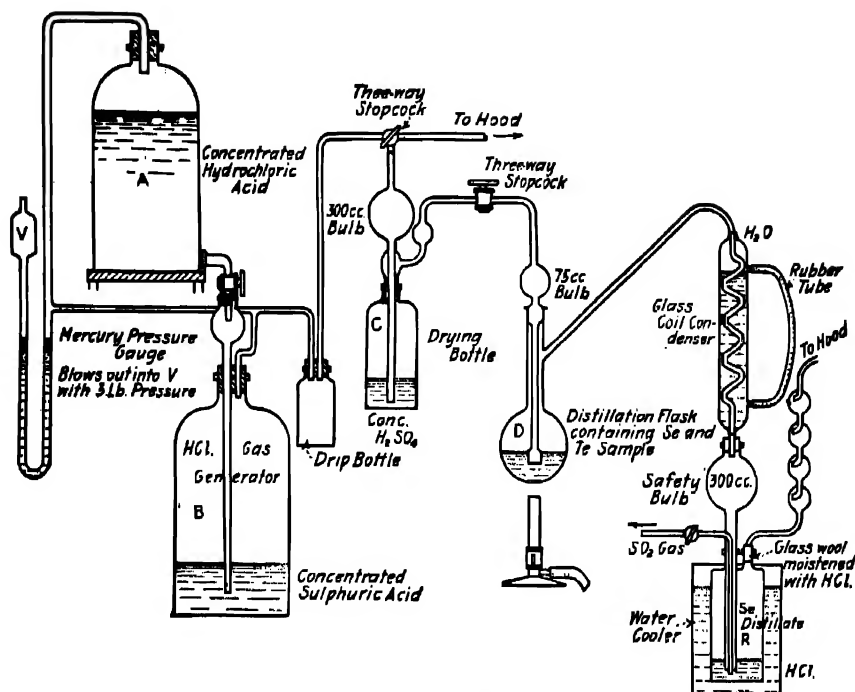 Three-way
Stopcock
To Hood
A
Concentrated
Hydrochloric
Acid
Three-way
Stopcock
V
300cc.
Bulb
H₂O
75cc
Bulb
Rubber
Tube
Glass
Coil Con-
denser
Mercury Pressure
Gauge
Blows out into V
with 3 Lb. Pressure
C
Drying
Bottle
To Hood
Conc.
H₂SO₄
Drip Bottle
HCl. Gas
Generator
B
D
Distillation Flask
containing Se and
Te Sample
Safety
Bulb
300cc.
SO₂ Gas
Glass wool
moistened
with HCl.
Concentrated
Sulphuric Acid
Water
Cooler
Se
Distillate
R
HCl.